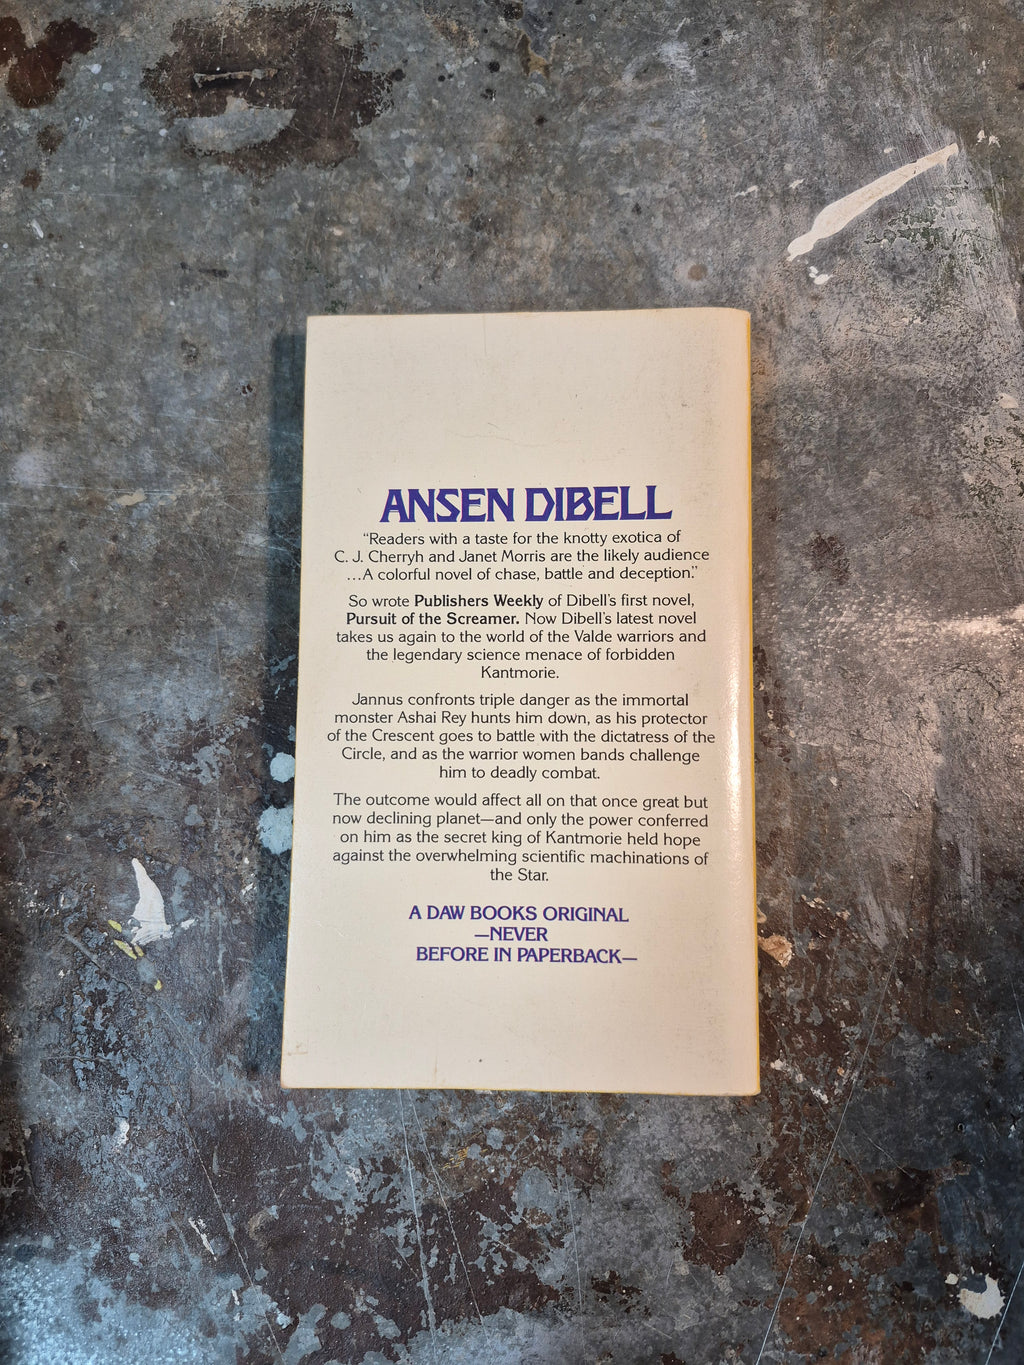 ANSEN DIBELL
“Readers with a taste for the knotty exotica of
C. J. Cherryh and Janet Morris are the likely audience
...A colorful novel of chase, battle and deception.”
So wrote Publishers Weekly of Dibell's first novel,
Pursuit of the Screamer. Now Dibell's latest novel
takes us again to the world of the Valde warriors and
the legendary science menace of forbidden
Kantmorie.
Jannus confronts triple danger as the immortal
monster Ashai Rey hunts him down, as his protector
of the Crescent goes to battle with the dictatress of the
Circle, and as the warrior women bands challenge
him to deadly combat.
The outcome would affect all on that once great but
now declining planet—and only the power conferred
on him as the secret king of Kantmorie held hope
against the overwhelming scientific machinations of
the Star.
A DAW BOOKS ORIGINAL
—NEVER
BEFORE IN PAPERBACK—